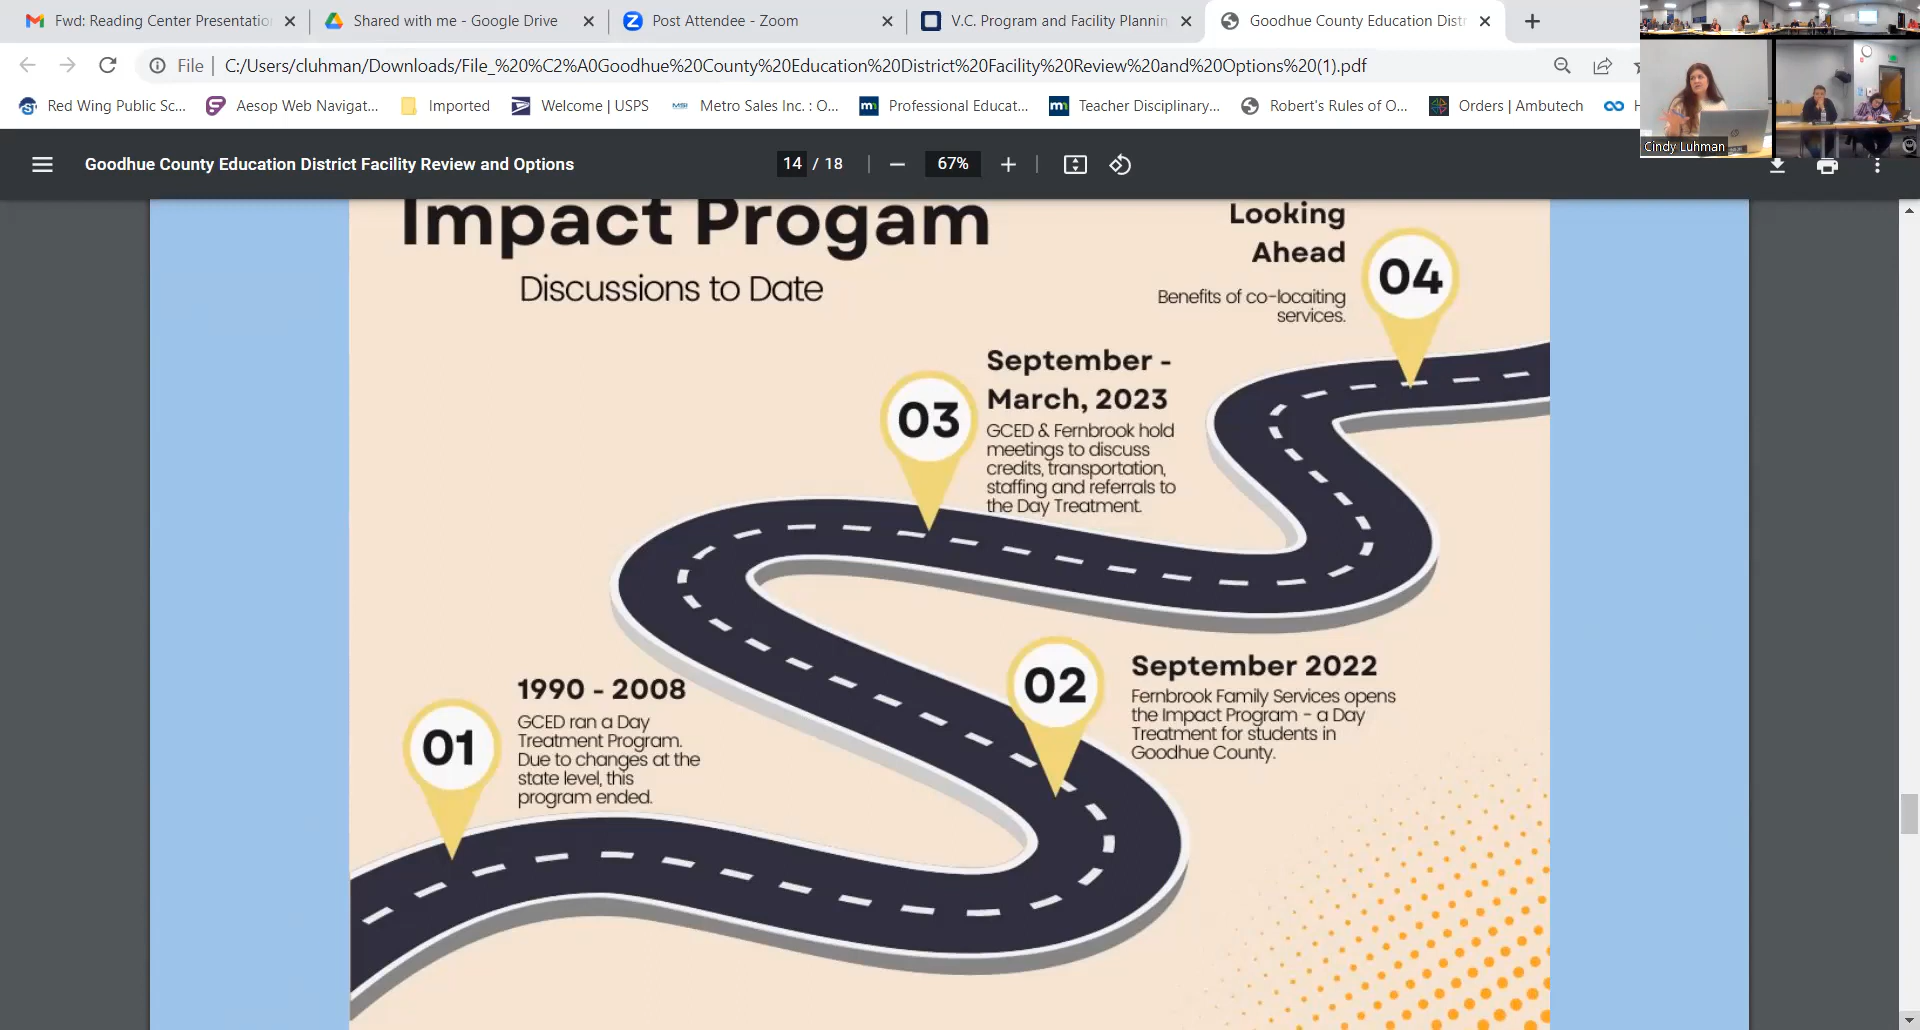 Fwd: Reading Center Presentatio
Shared with me - Google Drive
Post Attendee - Zoom
V.C. Program and Facility Plannin
Goodhue County Education Distr
File
C:/Users/cluhman/Downloads/File_%20%C2%A0Goodhue%20County%20Education%20District%20Facility%20Review%20and%20Options%20(1).pdf
Red Wing Public Sc...
Aesop Web Navigat...
Imported
Welcome | USPS
Metro Sales Inc. : O...
Professional Educat...
Teacher Disciplinary...
Robert's Rules of O...
Orders | Ambutech
Cindy Luhman
Goodhue County Education District Facility Review and Options
14 / 18
67%
Impact Progam
Discussions to Date
Looking
Ahead
Benefits of co-locaiting
services.
04
03
September -
March, 2023
GCED & Fernbrook hold
meetings to discuss
credits, transportation,
staffing and referrals to
the Day Treatment.
02
September 2022
Fernbrook Family Services opens
the Impact Program - a Day
Treatment for students in
Goodhue County.
01
1990 - 2008
GCED ran a Day
Treatment Program.
Due to changes at the
state level, this
program ended.